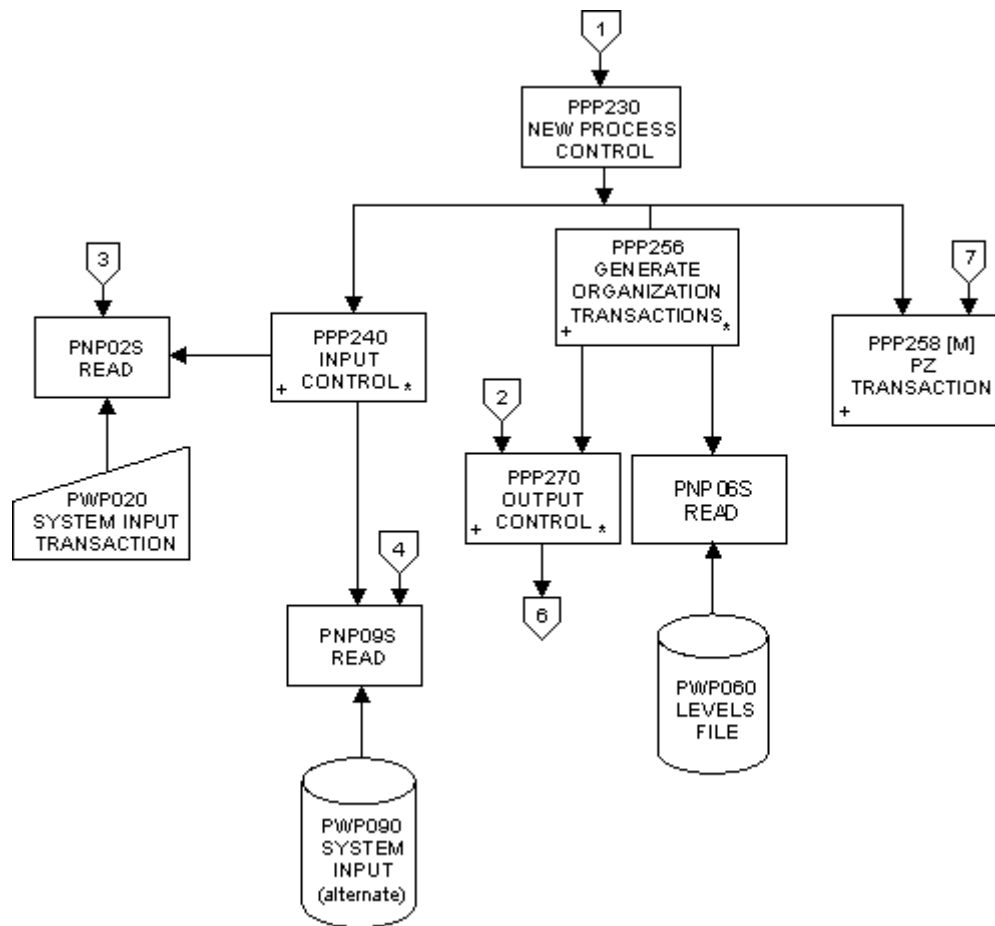 1
PPP230
NEW PROCESS
CONTROL
3
PPP256
GENERATE
ORGANIZATION
TRANSACTIONS
+ *
7
PNP02S
READ
PPP240
INPUT
CONTROL
+ *
PPP258 [M]
PZ
TRANSACTION
+
2
PWP020
SYSTEM INPUT
TRANSACTION
PPP270
OUTPUT
CONTROL
+ *
PNP06S
READ
4
6
PNP09S
READ
PWP060
LEVELS
FILE
PWP090
SYSTEM
INPUT
(alternate)